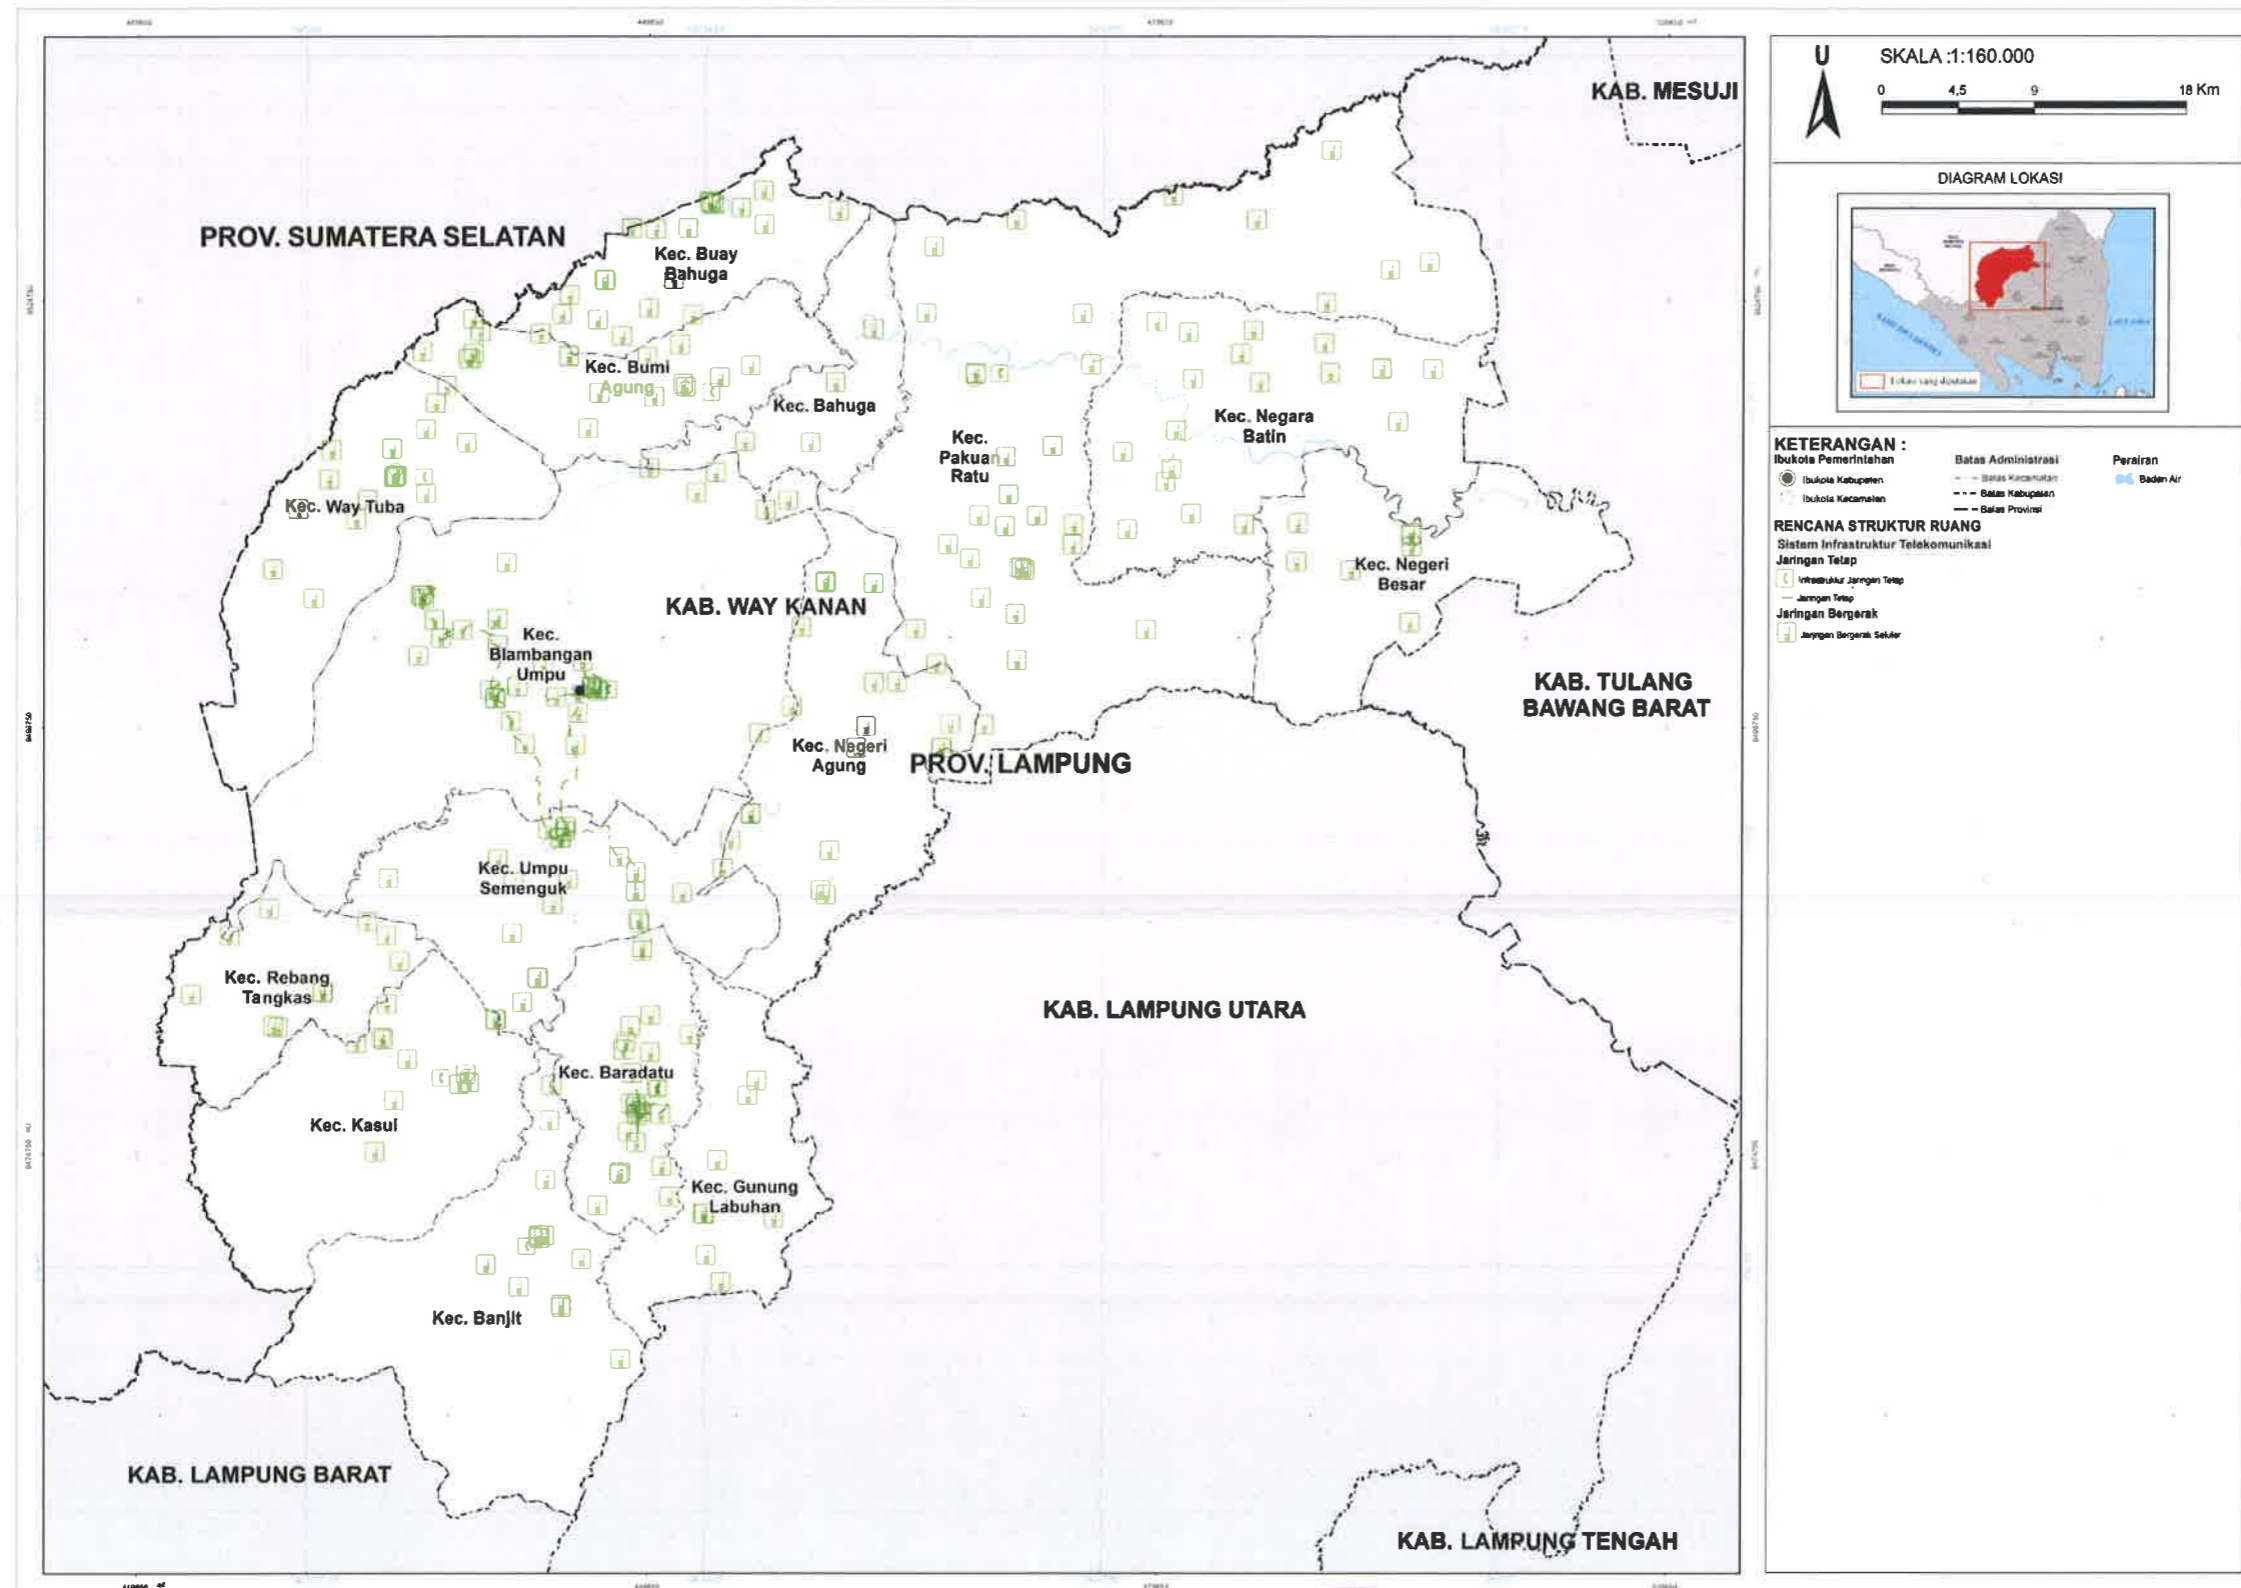 KAB. MESUJI
PROV. SUMATERA SELATAN
Kec. Buay
Bahuga
Kec. Bumi
Agung
Kec. Bahuga
Kec. Negara
Batin
Kec.
Pakuan
Ratu
Kec. Way Tuba
Kec. Negeri
Besar
KAB. WAY KANAN
Kec.
Blambangan
Umpu
KAB. TULANG
BAWANG BARAT
Kec. Negeri
Agung
PROV. LAMPUNG
Kec. Umpu
Semenguk
Kec. Rebang
Tangkas
KAB. LAMPUNG UTARA
Kec. Baradatu
Kec. Kasui
Kec. Gunung
Labuhan
Kec. Banjit
KAB. LAMPUNG BARAT
KAB. LAMPUNG TENGAH
U
SKALA :1:160.000
0 4,5 9 18 Km
DIAGRAM LOKASI
Lokasi yang dipetakan
KETERANGAN :
Ibukota Pemerintahan
Ibukota Kabupaten
Ibukota Kecamatan
Batas Administrasi
Batas Kecamatan
Batas Kabupaten
Batas Provinsi
Perairan
Badan Air
RENCANA STRUKTUR RUANG
Sistem Infrastruktur Telekomunikasi
Jaringan Tetap
Infrastruktur Jaringan Tetap
Jaringan Tetap
Jaringan Bergerak
Jaringan Bergerak Seluler